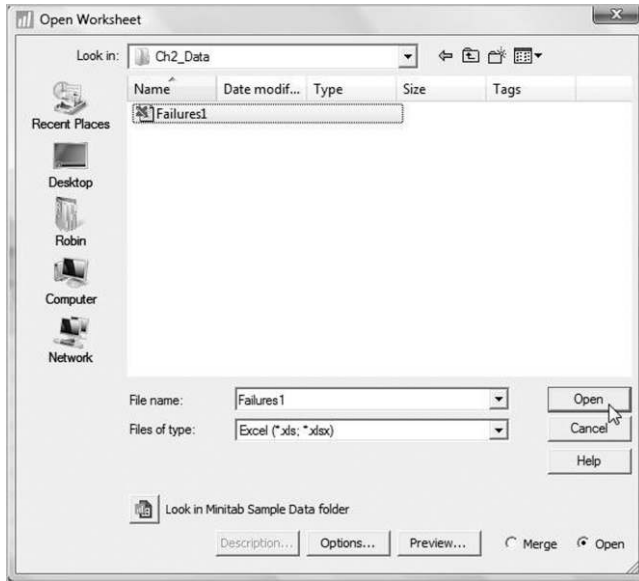 Open Worksheet
Look in: Ch2_Data
Name Date modif... Type Size Tags
Failures1
Recent Places
Desktop
Robin
Computer
Network
File name: Failures1 Open
Files of type: Excel (*.xls; *.xlsx) Cancel
Help
Look in Minitab Sample Data folder
Description... Options... Preview... Merge Open